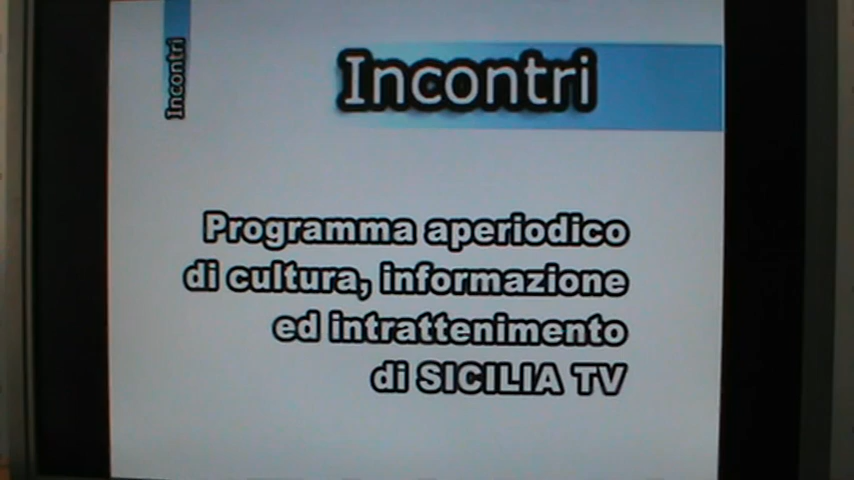 Incontri
Incontri
Programma aperiodico
di cultura, informazione
ed intrattenimento
di SICILIA TV